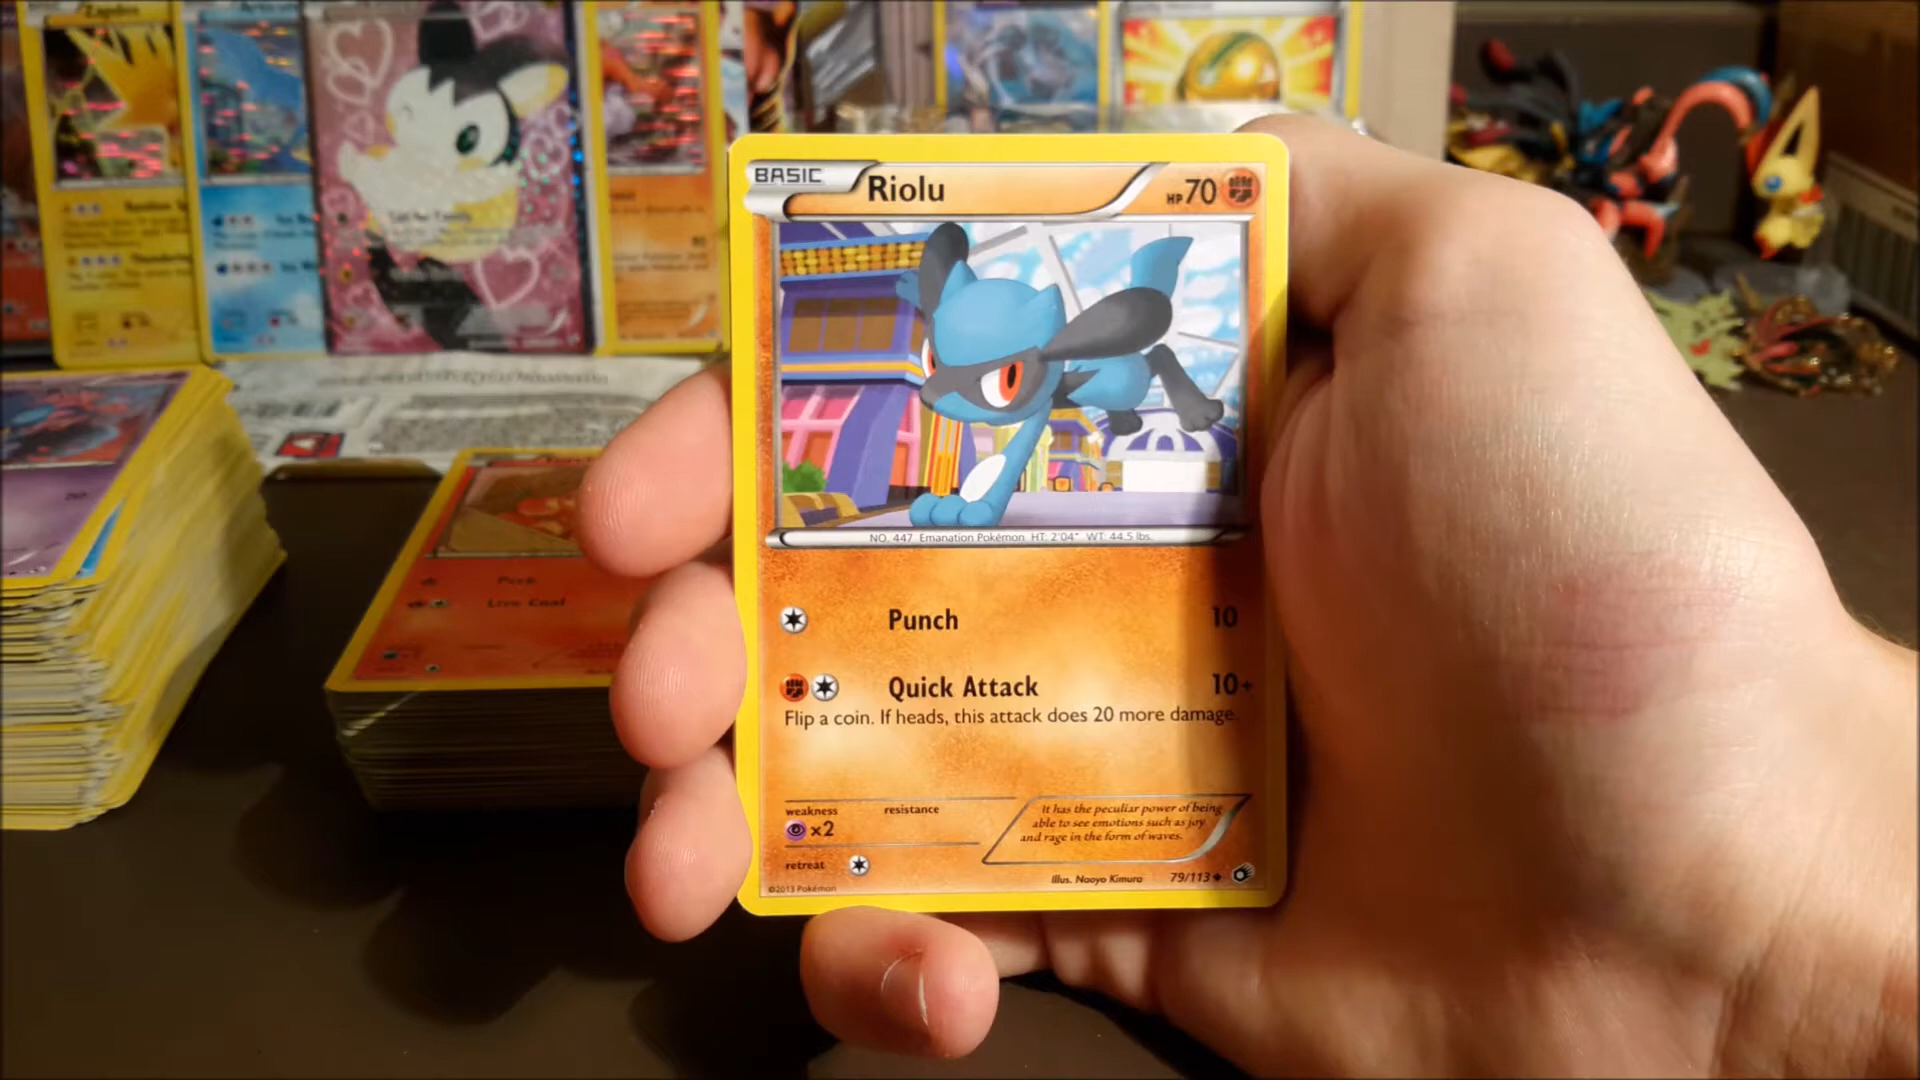 Zapdos
BASIC
Riolu
HP 70
NO. 447 Emanation Pokémon HT: 2'04" WT: 44.5 lbs.
Punch 10
Quick Attack 10+
Flip a coin. If heads, this attack does 20 more damage.
weakness
×2
resistance
retreat
It has the peculiar power of being
able to see emotions such as joy
and rage in the form of waves.
Illus. Naoyo Kimura
79/113
©2013 Pokémon
Live Coal